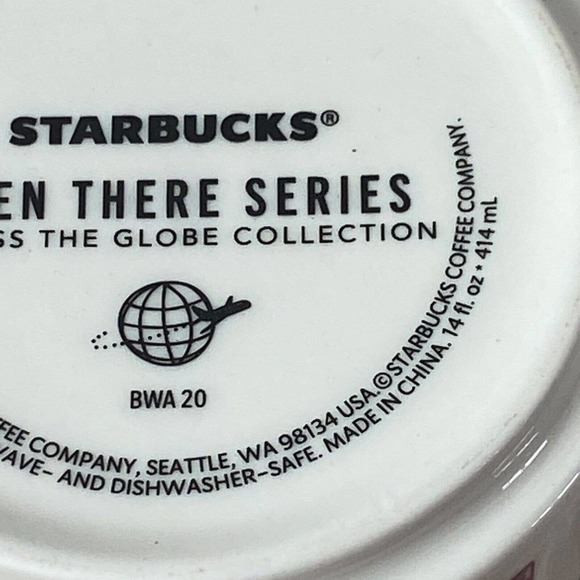 STARBUCKS®
EN THERE SERIES
SS THE GLOBE COLLECTION
BWA 20
FEE COMPANY, SEATTLE, WA 98134 USA.©STARBUCKS COFFEE COMPANY.
WAVE- AND DISHWASHER-SAFE. MADE IN CHINA. 14 fl. oz • 414 mL